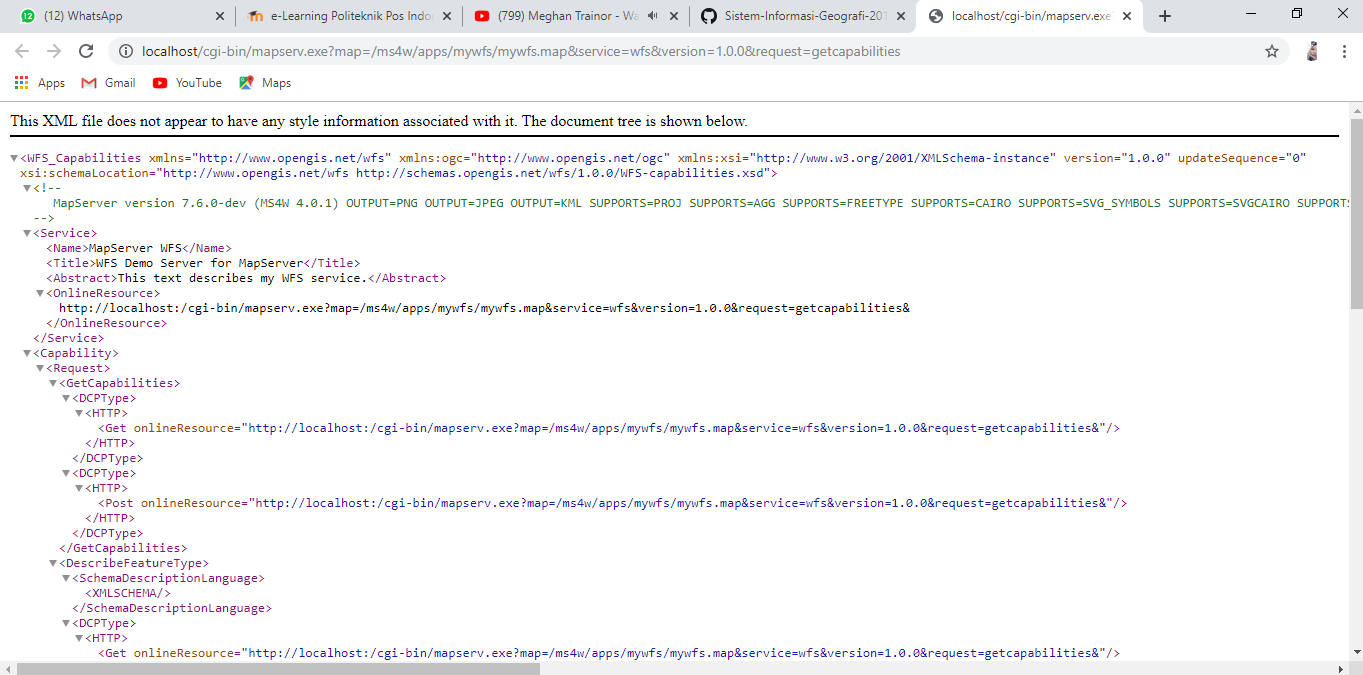 (12) WhatsApp
e-Learning Politeknik Pos Indon
(799) Meghan Trainor - Wa
Sistem-Informasi-Geografi-201
localhost/cgi-bin/mapserv.exe
localhost/cgi-bin/mapserv.exe?map=/ms4w/apps/mywfs/mywfs.map&service=wfs&version=1.0.0&request=getcapabilities
Apps Gmail YouTube Maps
This XML file does not appear to have any style information associated with it. The document tree is shown below.
<WFS_Capabilities xmlns="http://www.opengis.net/wfs" xmlns:ogc="http://www.opengis.net/ogc" xmlns:xsi="http://www.w3.org/2001/XMLSchema-instance" version="1.0.0" updateSequence="0"
xsi:schemaLocation="http://www.opengis.net/wfs http://schemas.opengis.net/wfs/1.0.0/WFS-capabilities.xsd">
<!--
MapServer version 7.6.0-dev (MS4W 4.0.1) OUTPUT=PNG OUTPUT=JPEG OUTPUT=KML SUPPORTS=PROJ SUPPORTS=AGG SUPPORTS=FREETYPE SUPPORTS=CAIRO SUPPORTS=SVG_SYMBOLS SUPPORTS=SVGCAIRO SUPPORTS
-->
<Service>
<Name>MapServer WFS</Name>
<Title>WFS Demo Server for MapServer</Title>
<Abstract>This text describes my WFS service.</Abstract>
<OnlineResource>
http://localhost:/cgi-bin/mapserv.exe?map=/ms4w/apps/mywfs/mywfs.map&service=wfs&version=1.0.0&request=getcapabilities&
</OnlineResource>
</Service>
<Capability>
<Request>
<GetCapabilities>
<DCPType>
<HTTP>
<Get onlineResource="http://localhost:/cgi-bin/mapserv.exe?map=/ms4w/apps/mywfs/mywfs.map&service=wfs&version=1.0.0&request=getcapabilities&"/>
</HTTP>
</DCPType>
<DCPType>
<HTTP>
<Post onlineResource="http://localhost:/cgi-bin/mapserv.exe?map=/ms4w/apps/mywfs/mywfs.map&service=wfs&version=1.0.0&request=getcapabilities&"/>
</HTTP>
</DCPType>
</GetCapabilities>
<DescribeFeatureType>
<SchemaDescriptionLanguage>
<XMLSCHEMA/>
</SchemaDescriptionLanguage>
<DCPType>
<HTTP>
<Get onlineResource="http://localhost:/cgi-bin/mapserv.exe?map=/ms4w/apps/mywfs/mywfs.map&service=wfs&version=1.0.0&request=getcapabilities&"/>